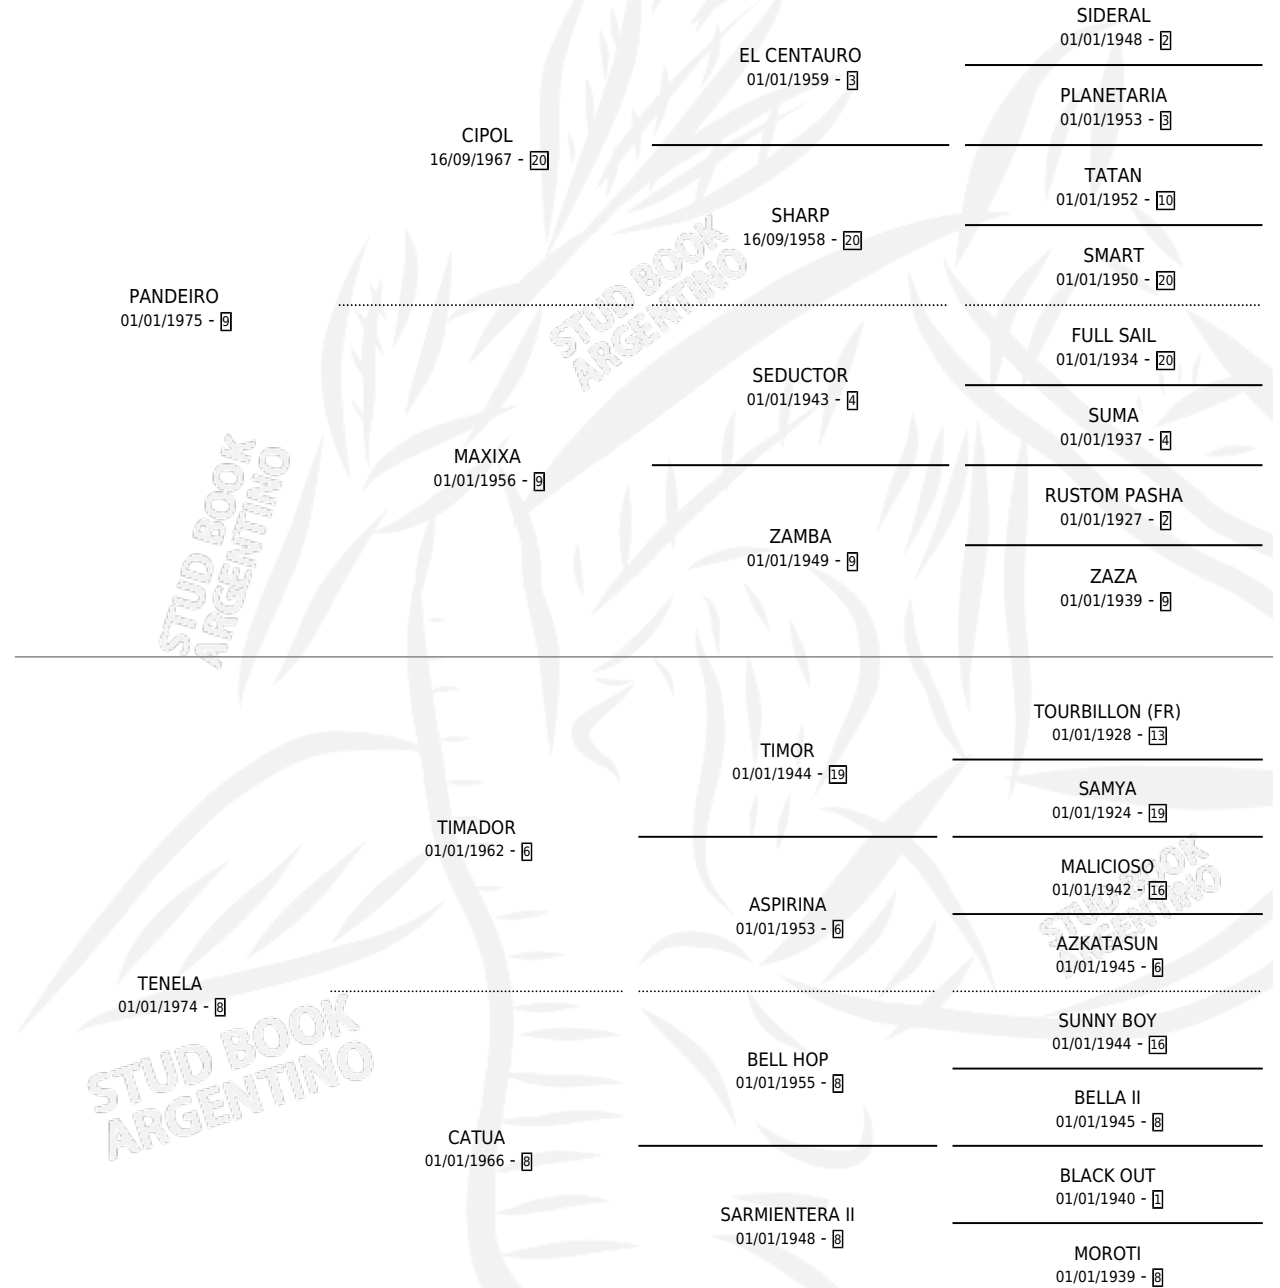 SIDERAL
01/01/1948 - 2
EL CENTAURO
01/01/1959 - 3
PLANETARIA
01/01/1953 - 3
CIPOL
16/09/1967 - 20
TATAN
01/01/1952 - 10
SHARP
16/09/1958 - 20
SMART
01/01/1950 - 20
PANDEIRO
01/01/1975 - 9
FULL SAIL
01/01/1934 - 20
SEDUCTOR
01/01/1943 - 4
SUMA
01/01/1937 - 4
MAXIXA
01/01/1956 - 9
RUSTOM PASHA
01/01/1927 - 2
ZAMBA
01/01/1949 - 9
ZAZA
01/01/1939 - 9
STUD BOOK
ARGENTINO
STUD BOOK
ARGENTINO
TOURBILLON (FR)
01/01/1928 - 13
TIMOR
01/01/1944 - 19
SAMYA
01/01/1924 - 19
TIMADOR
01/01/1962 - 6
MALICIOSO
01/01/1942 - 16
ASPIRINA
01/01/1953 - 6
AZKATASUN
01/01/1945 - 6
TENELA
01/01/1974 - 8
SUNNY BOY
01/01/1944 - 16
BELL HOP
01/01/1955 - 8
BELLA II
01/01/1945 - 8
CATUA
01/01/1966 - 8
BLACK OUT
01/01/1940 - 1
SARMIENTERA II
01/01/1948 - 8
MOROTI
01/01/1939 - 8
STUD BOOK
ARGENTINO
STUD BOOK
ARGENTINO